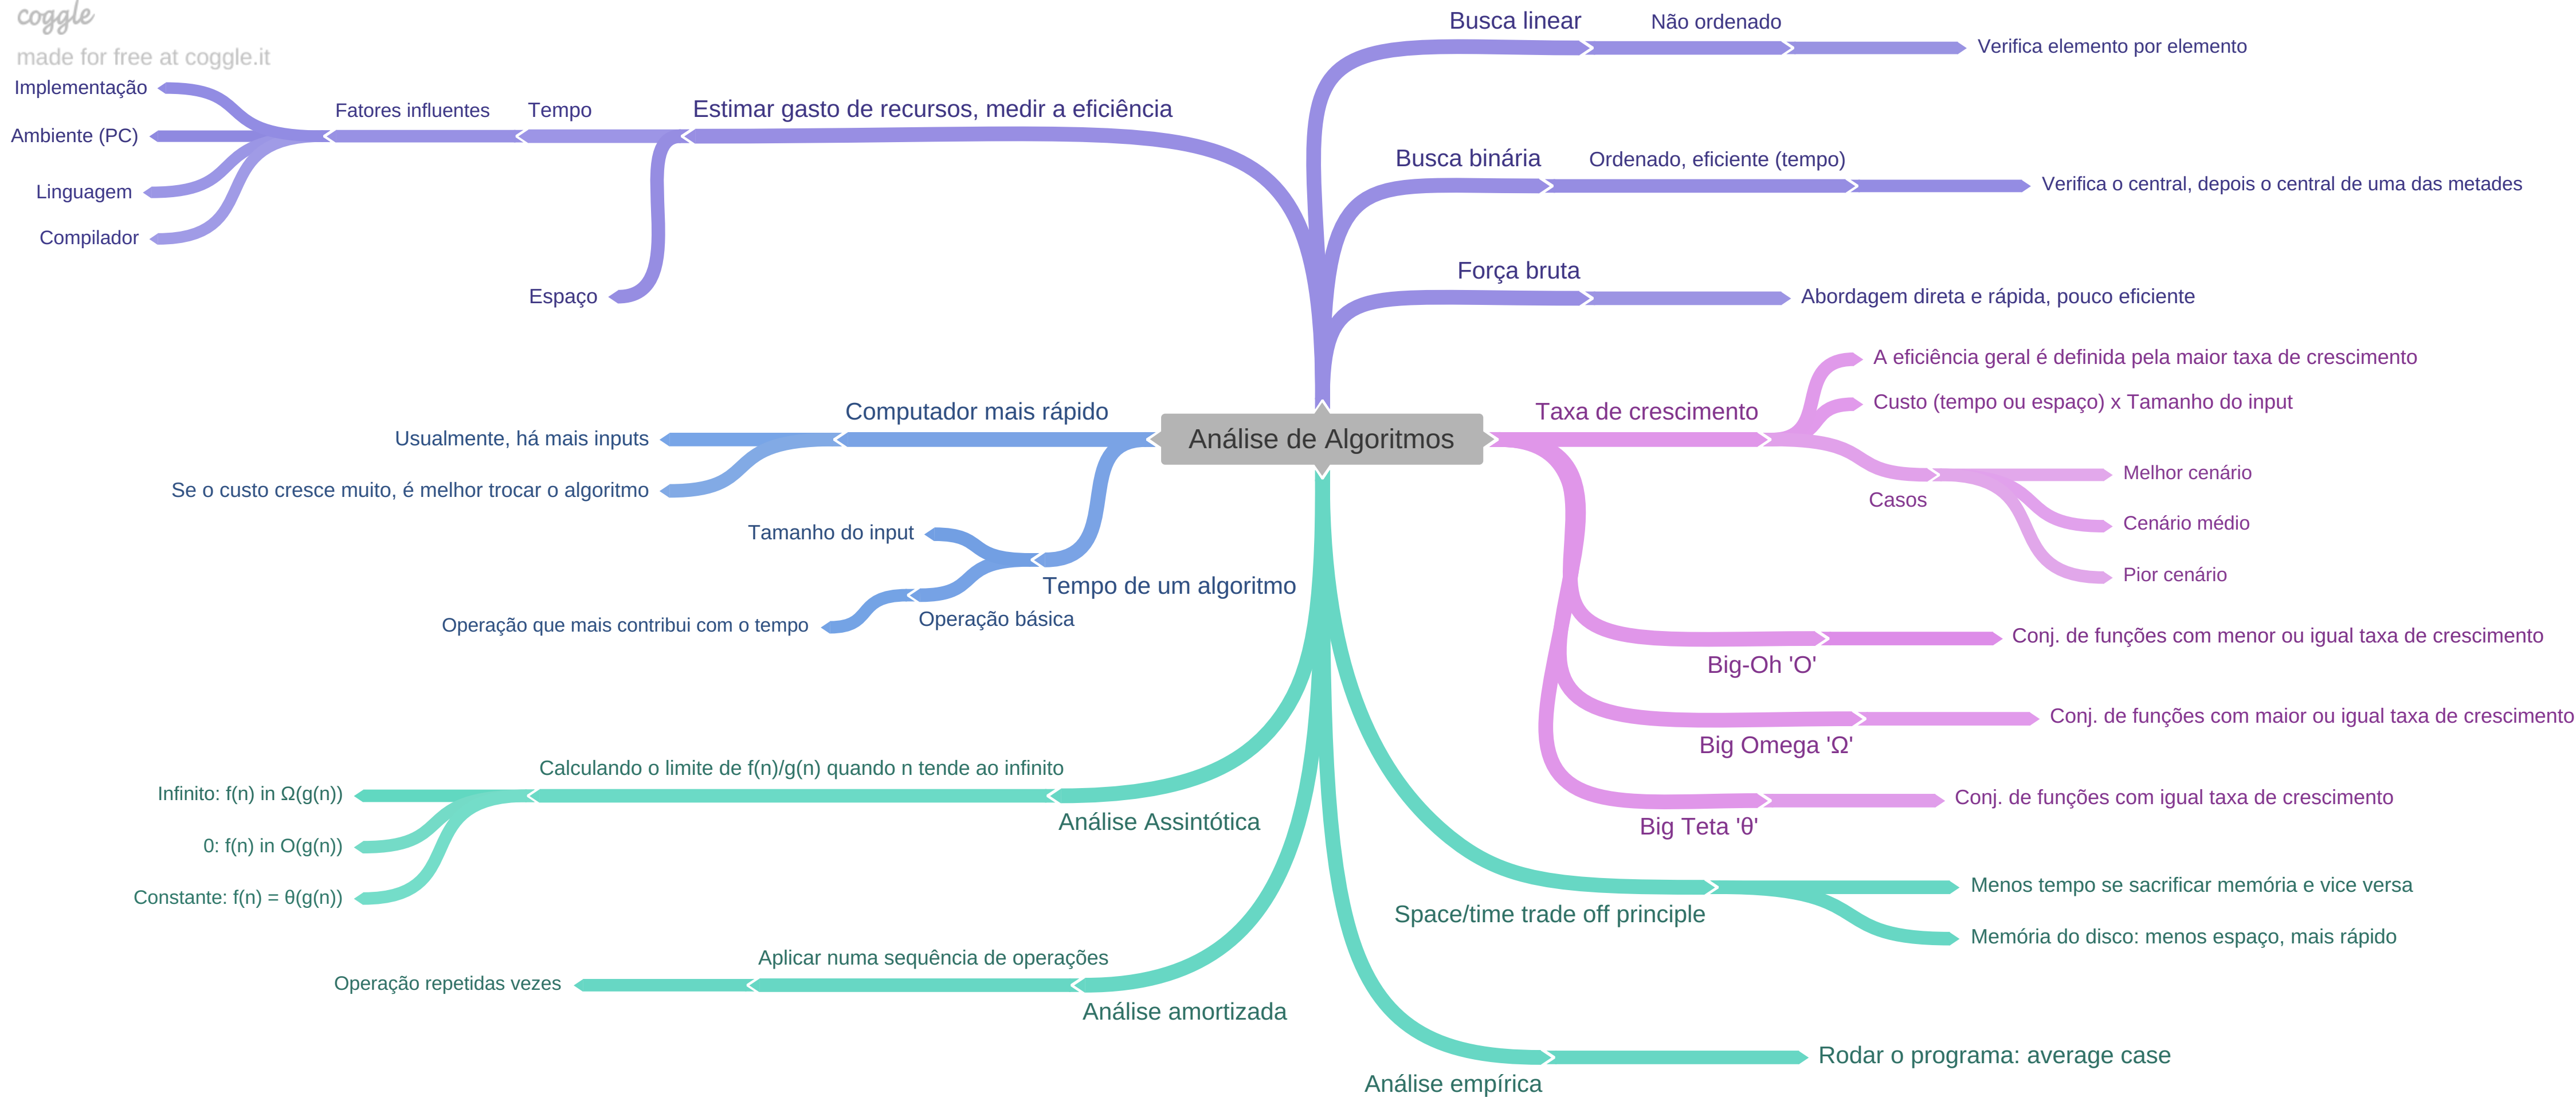 coggle
made for free at coggle.it
Análise de Algoritmos
Busca linear
Não ordenado
Verifica elemento por elemento
Busca binária
Ordenado, eficiente (tempo)
Verifica o central, depois o central de uma das metades
Força bruta
Abordagem direta e rápida, pouco eficiente
Taxa de crescimento
A eficiência geral é definida pela maior taxa de crescimento
Custo (tempo ou espaço) x Tamanho do input
Casos
Melhor cenário
Cenário médio
Pior cenário
Big-Oh 'O'
Conj. de funções com menor ou igual taxa de crescimento
Big Omega 'Ω'
Conj. de funções com maior ou igual taxa de crescimento
Big Teta 'θ'
Conj. de funções com igual taxa de crescimento
Space/time trade off principle
Menos tempo se sacrificar memória e vice versa
Memória do disco: menos espaço, mais rápido
Análise empírica
Rodar o programa: average case
Estimar gasto de recursos, medir a eficiência
Tempo
Fatores influentes
Implementação
Ambiente (PC)
Linguagem
Compilador
Espaço
Computador mais rápido
Usualmente, há mais inputs
Se o custo cresce muito, é melhor trocar o algoritmo
Tempo de um algoritmo
Tamanho do input
Operação básica
Operação que mais contribui com o tempo
Análise Assintótica
Calculando o limite de f(n)/g(n) quando n tende ao infinito
Infinito: f(n) in Ω(g(n))
0: f(n) in O(g(n))
Constante: f(n) = θ(g(n))
Análise amortizada
Aplicar numa sequência de operações
Operação repetidas vezes